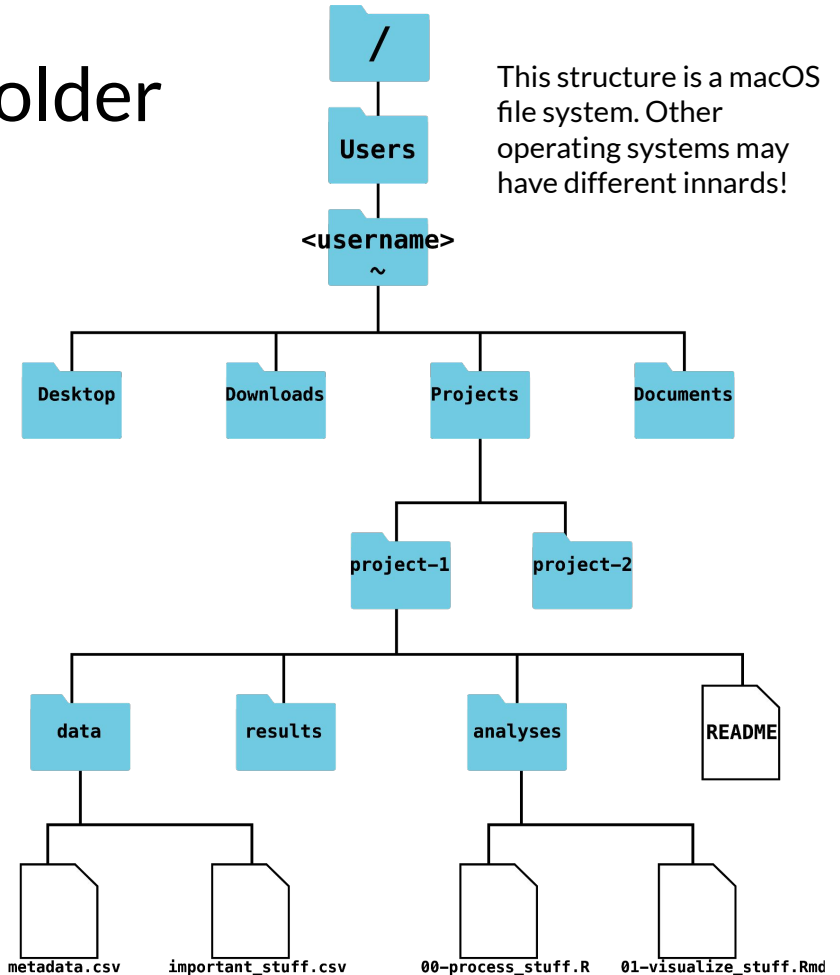 older
/
This structure is a macOS
file system. Other
operating systems may
have different innards!
Users
<username>
~
Desktop
Downloads
Projects
Documents
project-1
project-2
data
results
analyses
README
metadata.csv
important_stuff.csv
00-process_stuff.R
01-visualize_stuff.Rmd